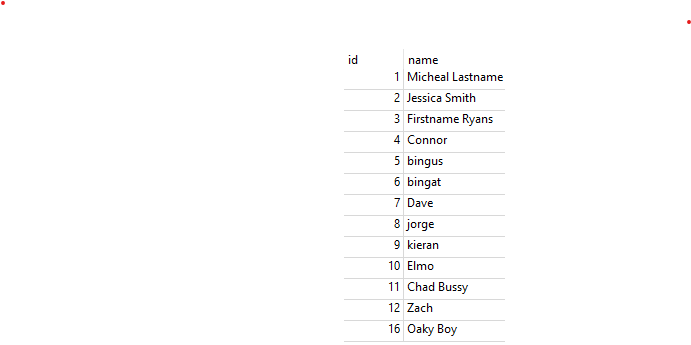 id name
1 Micheal Lastname
2 Jessica Smith
3 Firstname Ryans
4 Connor
5 bingus
6 bingat
7 Dave
8 jorge
9 kieran
10 Elmo
11 Chad Bussy
12 Zach
16 Oaky Boy